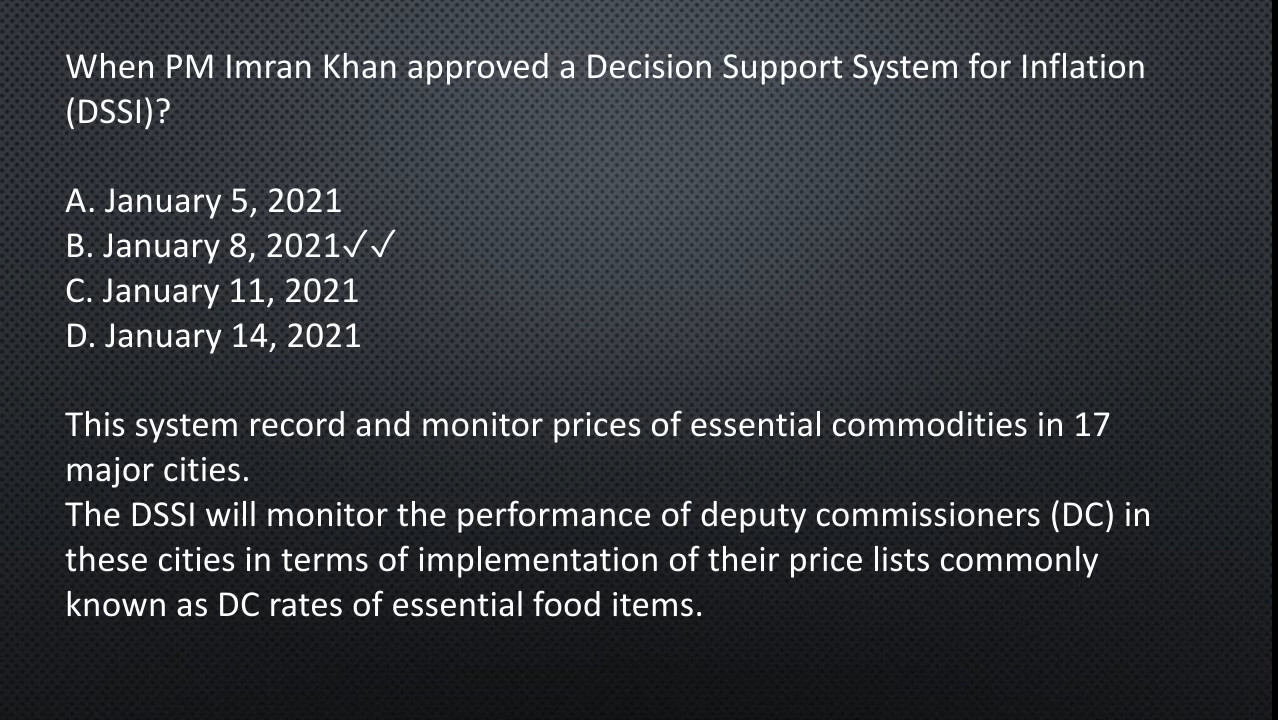 When PM Imran Khan approved a Decision Support System for Inflation
(DSSI)?
A. January 5, 2021
B. January 8, 2021✓✓
C. January 11, 2021
D. January 14, 2021
This system record and monitor prices of essential commodities in 17
major cities.
The DSSI will monitor the performance of deputy commissioners (DC) in
these cities in terms of implementation of their price lists commonly
known as DC rates of essential food items.